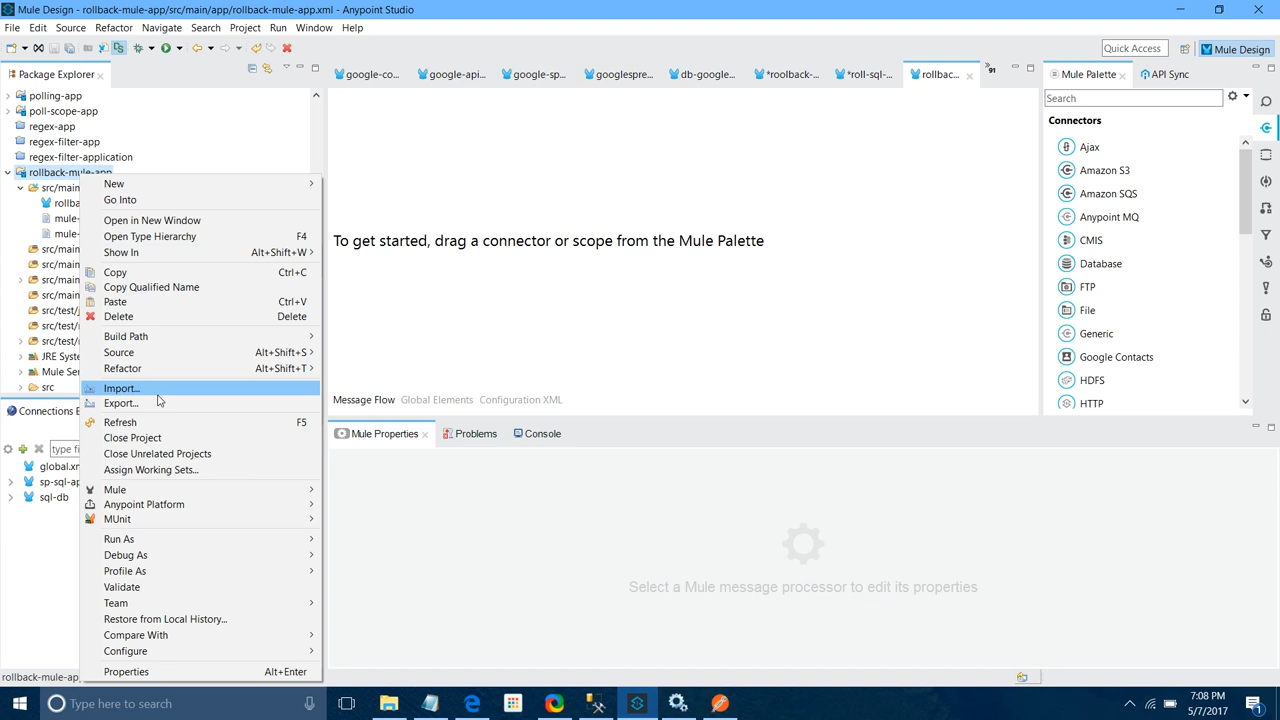 Mule Design - rollback-mule-app/src/main/app/rollback-mule-app.xml - Anypoint Studio
File Edit Source Refactor Navigate Search Project Run Window Help
Quick Access
Mule Design
Package Explorer
google-co...
google-api...
google-sp...
googlespre...
db-google...
*roolback-...
*roll-sql-...
rollbac...
91
Mule Palette
API Sync
Search
Connectors
Ajax
Amazon S3
Amazon SQS
Anypoint MQ
CMIS
Database
FTP
File
Generic
Google Contacts
HDFS
HTTP
polling-app
poll-scope-app
regex-app
regex-filter-app
regex-filter-application
rollback-mule-app
src/main
rollba
mule-
mule-
src/main
src/main
src/main
src/main
src/test/j
src/test/r
src/test/r
JRE Syste
Mule Ser
src
Connections E
type fi
global.xm
sp-sql-ap
sql-db
rollback-mule-ap
New
Go Into
Open in New Window
Open Type Hierarchy F4
Show In Alt+Shift+W
Copy Ctrl+C
Copy Qualified Name
Paste Ctrl+V
Delete Delete
Build Path
Source Alt+Shift+S
Refactor Alt+Shift+T
Import...
Export...
Refresh F5
Close Project
Close Unrelated Projects
Assign Working Sets...
Mule
Anypoint Platform
MUnit
Run As
Debug As
Profile As
Validate
Team
Restore from Local History...
Compare With
Configure
Properties Alt+Enter
To get started, drag a connector or scope from the Mule Palette
Message Flow Global Elements Configuration XML
Mule Properties
Problems
Console
Select a Mule message processor to edit its properties
Type here to search
7:08 PM
5/7/2017
1